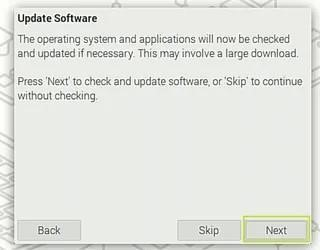 Update Software
The operating system and applications will now be checked
and updated if necessary. This may involve a large download.
Press 'Next' to check and update software, or 'Skip' to continue
without checking.
Back
Skip
Next